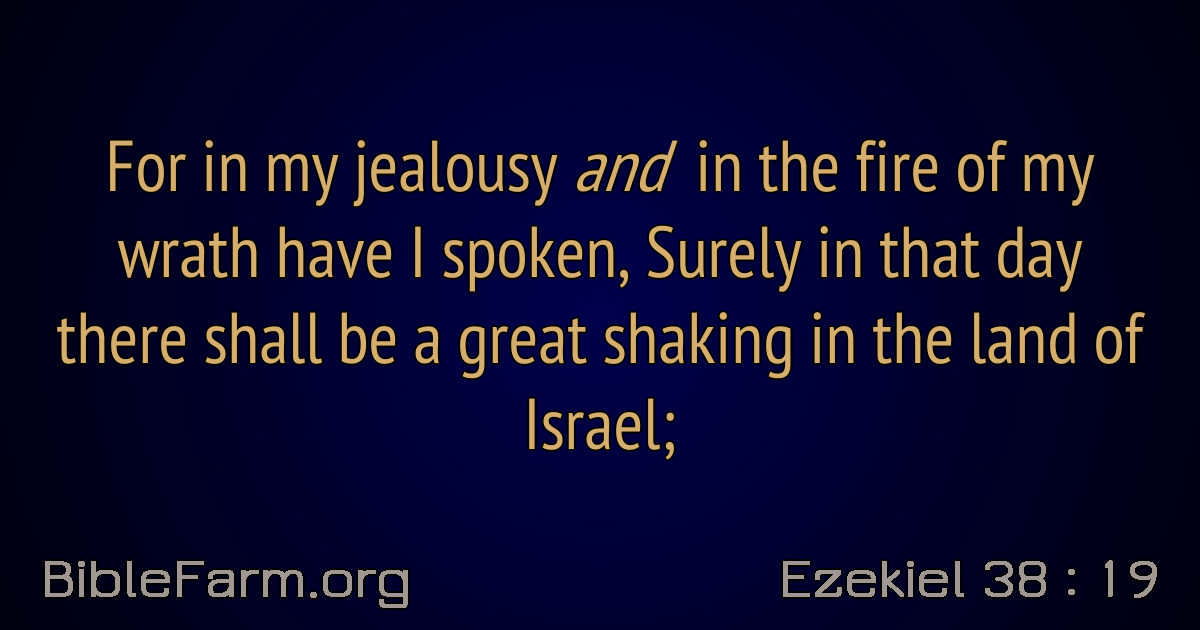 For in my jealousy and in the fire of my
wrath have I spoken, Surely in that day
there shall be a great shaking in the land of
Israel;
BibleFarm.org
Ezekiel 38 : 19